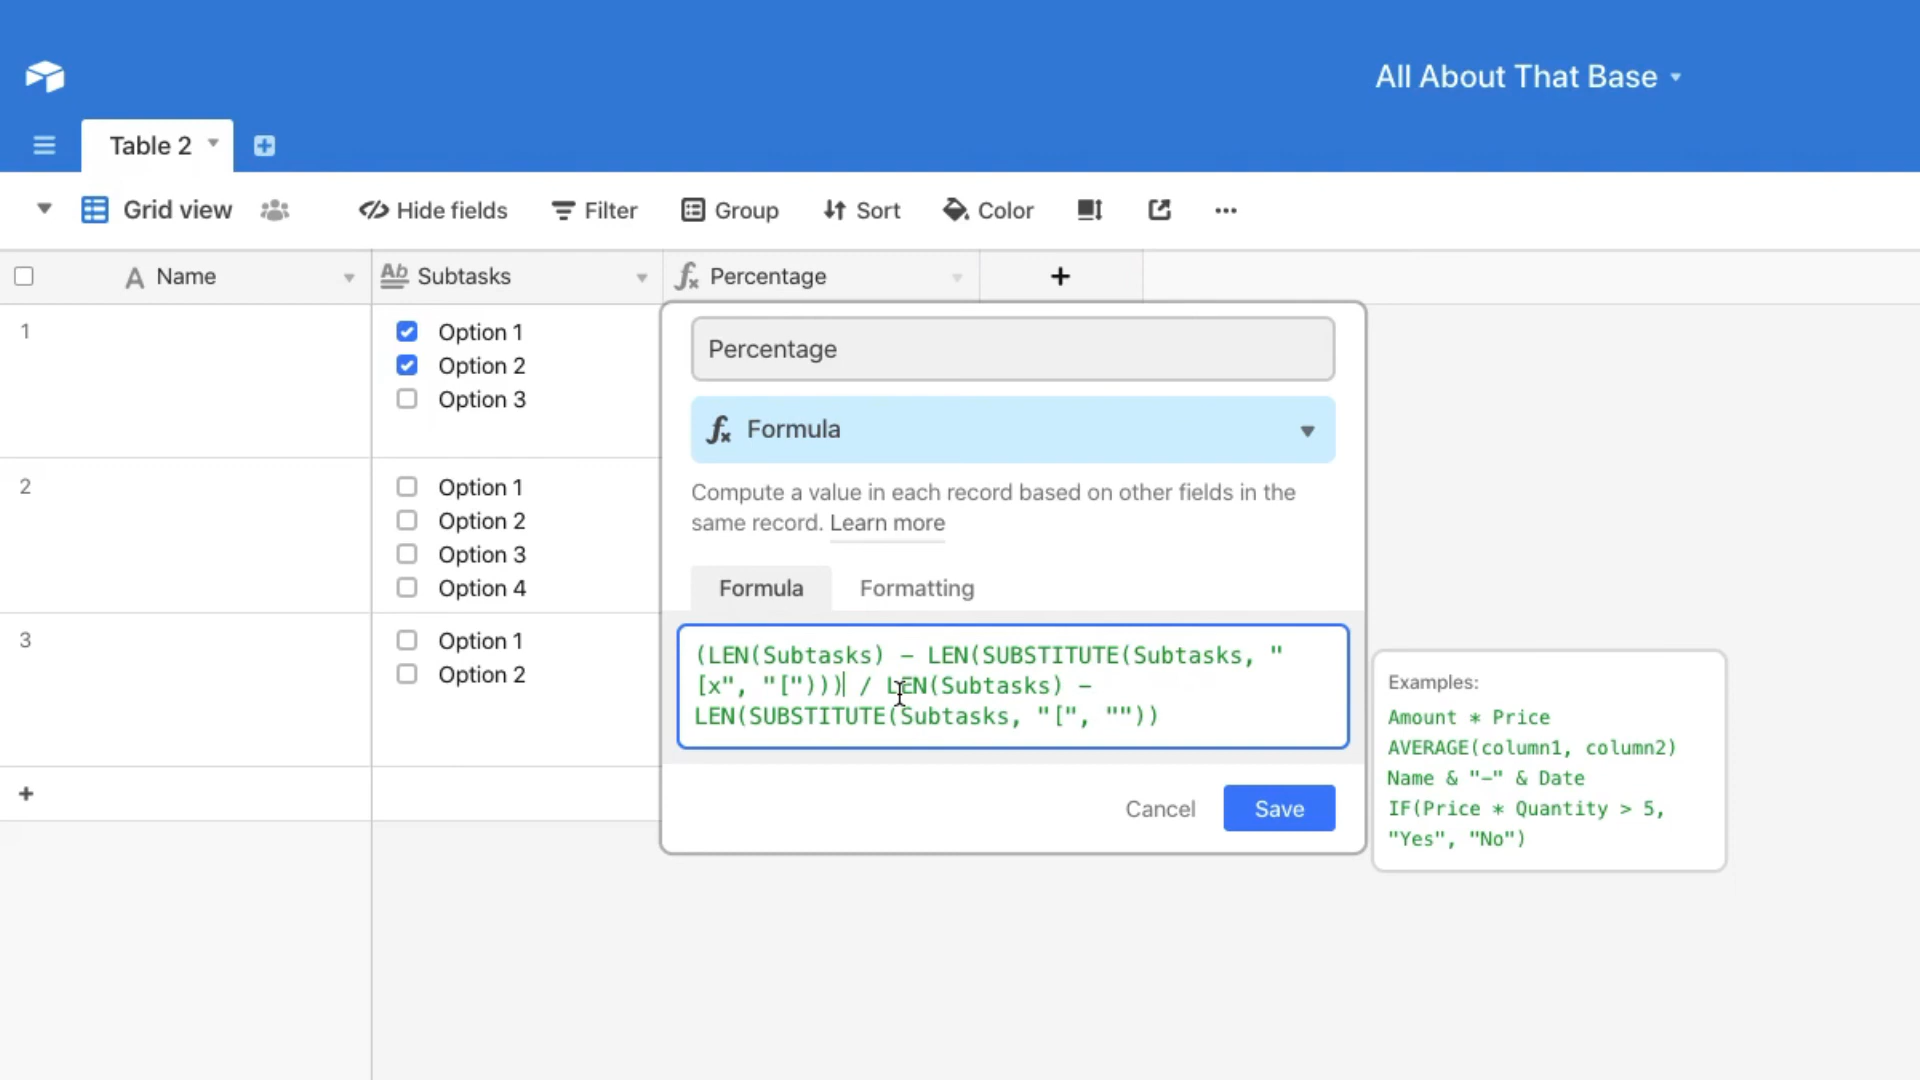 All About That Base
Table 2
Grid view
Hide fields
Filter
Group
Sort
Color
Name
Ab Subtasks
fx Percentage
+
1
Option 1
Option 2
Option 3
2
Option 1
Option 2
Option 3
Option 4
3
Option 1
Option 2
+
Percentage
fx Formula
Compute a value in each record based on other fields in the
same record. Learn more
Formula Formatting
(LEN(Subtasks) – LEN(SUBSTITUTE(Subtasks, "
[x", "["))) / LEN(Subtasks) –
LEN(SUBSTITUTE(Subtasks, "[", ""))
Cancel
Save
Examples:
Amount * Price
AVERAGE(column1, column2)
Name & "–" & Date
IF(Price * Quantity > 5,
"Yes", "No")